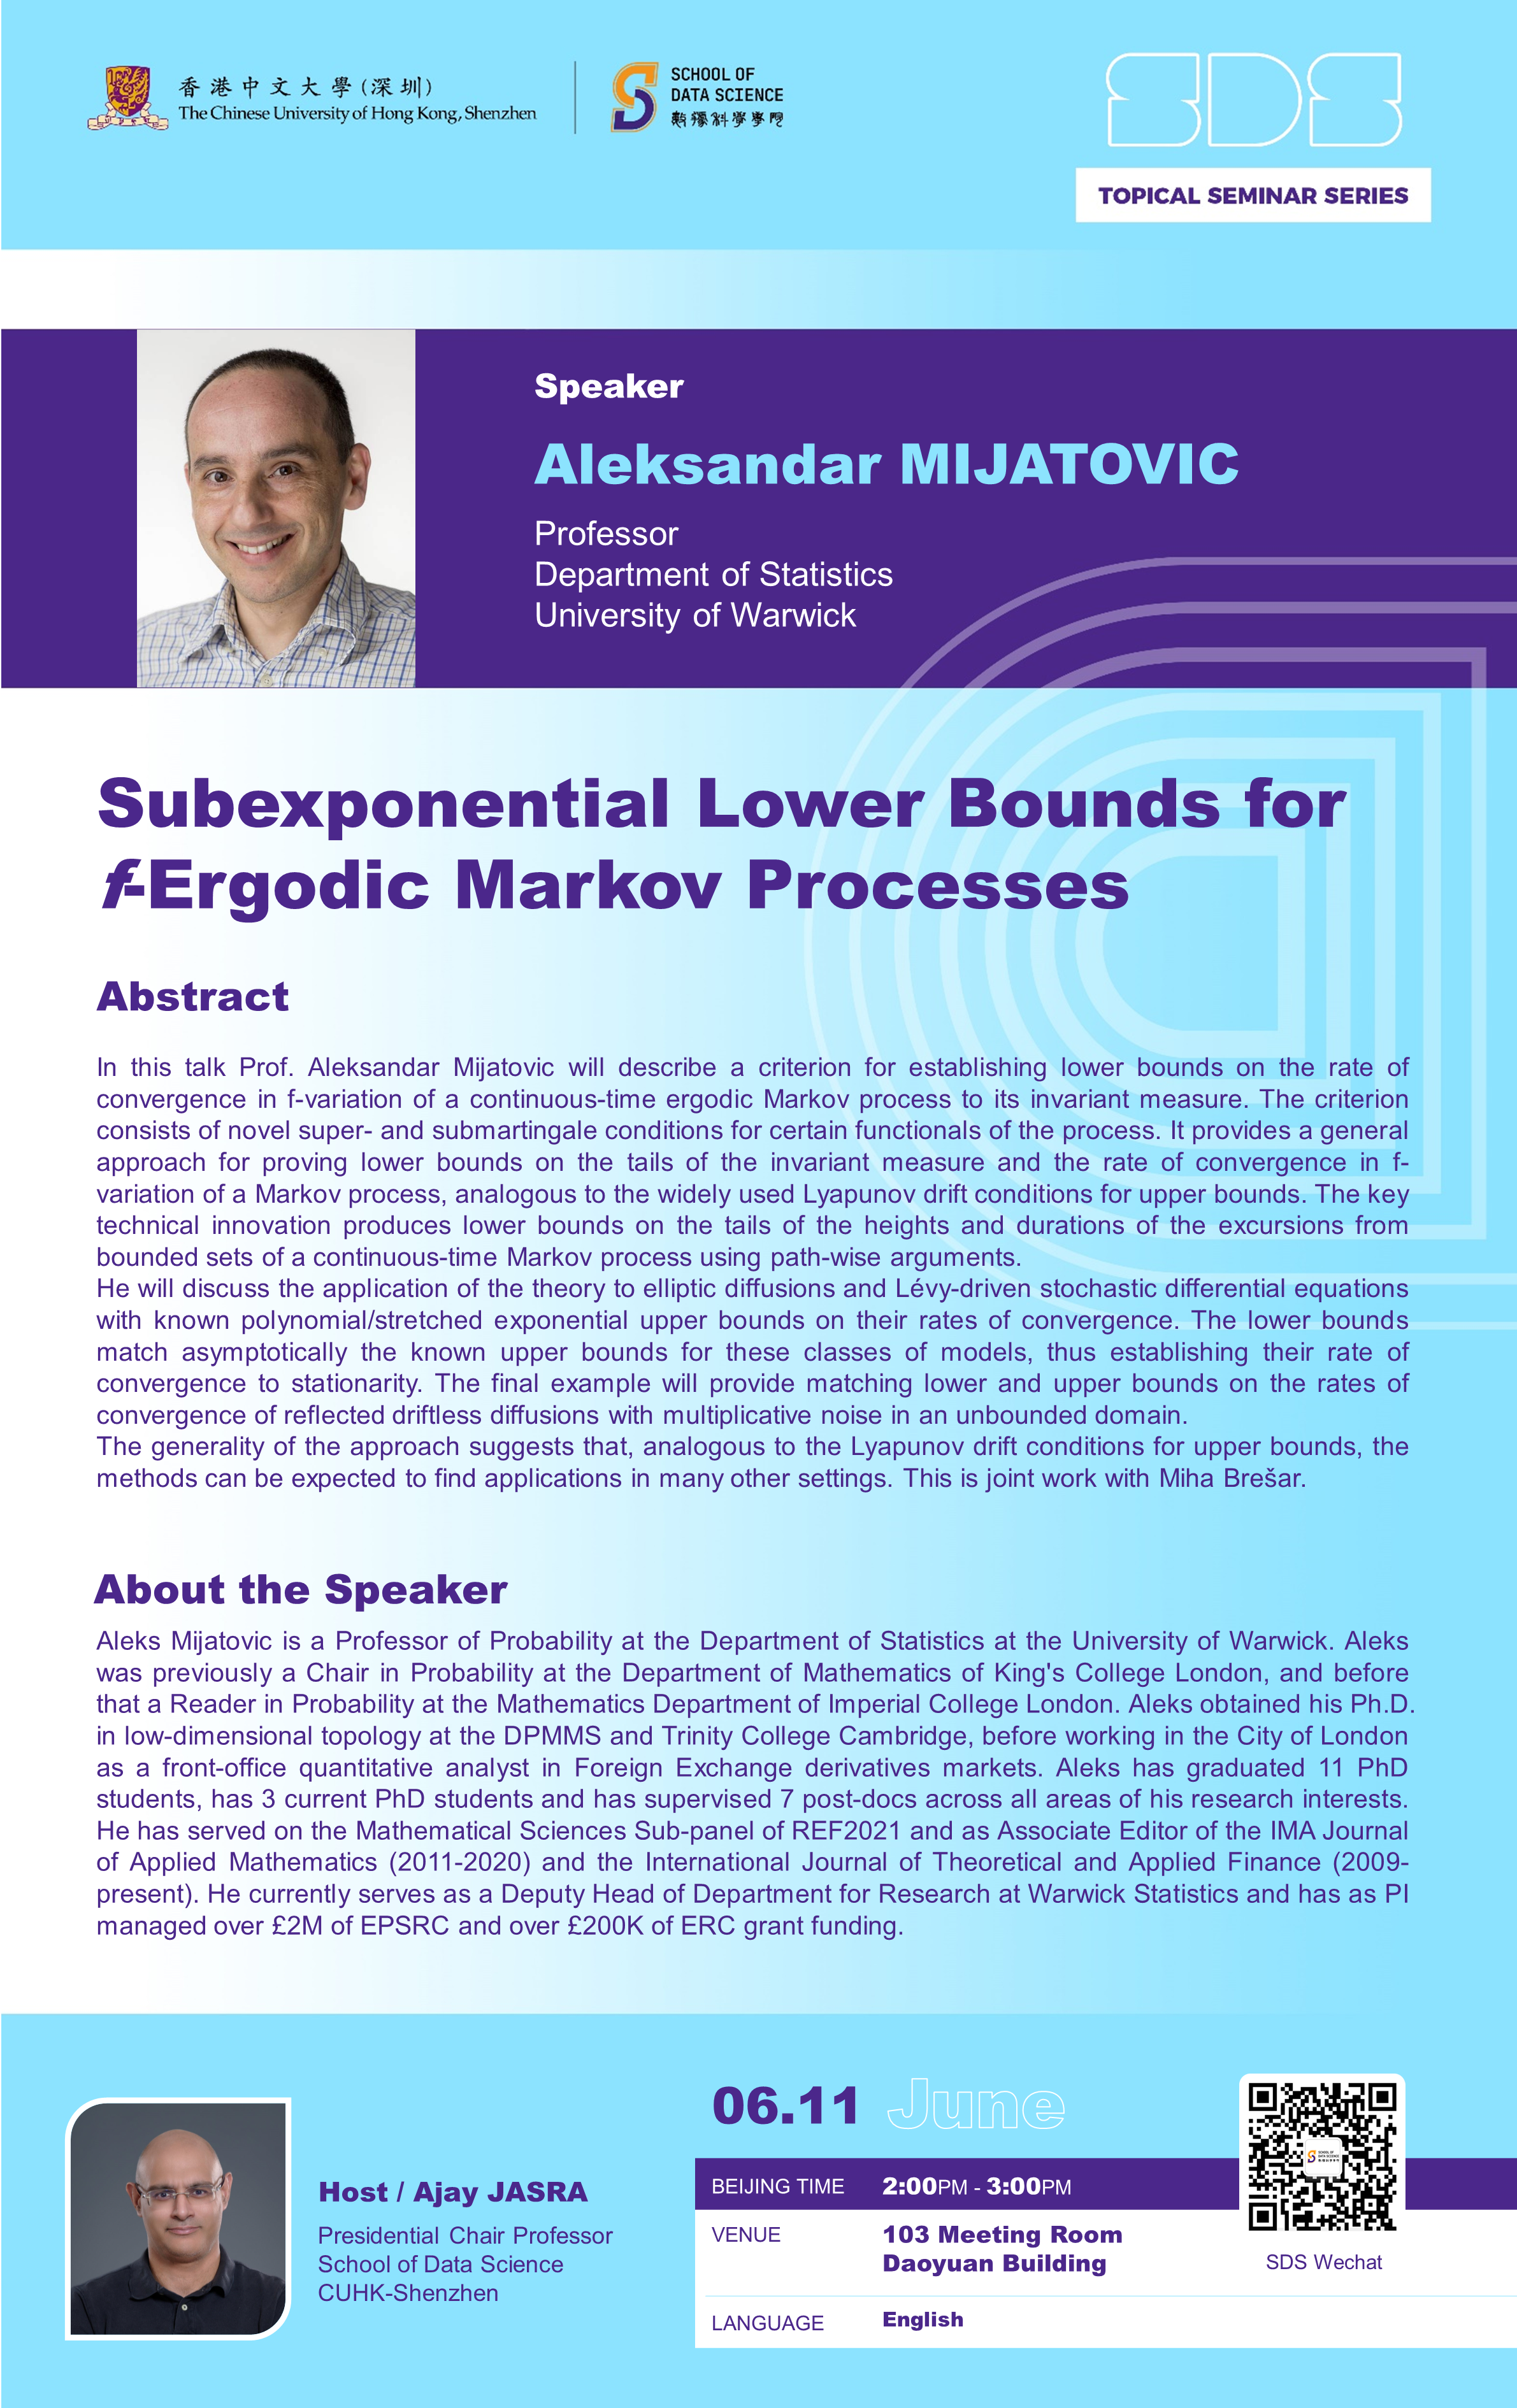 香港中文大學(深圳)
The Chinese University of Hong Kong, Shenzhen
SCHOOL OF
DATA SCIENCE
數據科學學院
SDS
TOPICAL SEMINAR SERIES
Speaker
Aleksandar MIJATOVIC
Professor
Department of Statistics
University of Warwick
Subexponential Lower Bounds for
f-Ergodic Markov Processes
Abstract
In this talk Prof. Aleksandar Mijatovic will describe a criterion for establishing lower bounds on the rate of
convergence in f-variation of a continuous-time ergodic Markov process to its invariant measure. The criterion
consists of novel super- and submartingale conditions for certain functionals of the process. It provides a general
approach for proving lower bounds on the tails of the invariant measure and the rate of convergence in f-
variation of a Markov process, analogous to the widely used Lyapunov drift conditions for upper bounds. The key
technical innovation produces lower bounds on the tails of the heights and durations of the excursions from
bounded sets of a continuous-time Markov process using path-wise arguments.
He will discuss the application of the theory to elliptic diffusions and Lévy-driven stochastic differential equations
with known polynomial/stretched exponential upper bounds on their rates of convergence. The lower bounds
match asymptotically the known upper bounds for these classes of models, thus establishing their rate of
convergence to stationarity. The final example will provide matching lower and upper bounds on the rates of
convergence of reflected driftless diffusions with multiplicative noise in an unbounded domain.
The generality of the approach suggests that, analogous to the Lyapunov drift conditions for upper bounds, the
methods can be expected to find applications in many other settings. This is joint work with Miha Brešar.
About the Speaker
Aleks Mijatovic is a Professor of Probability at the Department of Statistics at the University of Warwick. Aleks
was previously a Chair in Probability at the Department of Mathematics of King's College London, and before
that a Reader in Probability at the Mathematics Department of Imperial College London. Aleks obtained his Ph.D.
in low-dimensional topology at the DPMMS and Trinity College Cambridge, before working in the City of London
as a front-office quantitative analyst in Foreign Exchange derivatives markets. Aleks has graduated 11 PhD
students, has 3 current PhD students and has supervised 7 post-docs across all areas of his research interests.
He has served on the Mathematical Sciences Sub-panel of REF2021 and as Associate Editor of the IMA Journal
of Applied Mathematics (2011-2020) and the International Journal of Theoretical and Applied Finance (2009-
present). He currently serves as a Deputy Head of Department for Research at Warwick Statistics and has as PI
managed over £2M of EPSRC and over £200K of ERC grant funding.
Host / Ajay JASRA
Presidential Chair Professor
School of Data Science
CUHK-Shenzhen
06.11 June
BEIJING TIME 2:00PM - 3:00PM
VENUE 103 Meeting Room
Daoyuan Building
LANGUAGE English
SCHOOL OF
DATA SCIENCE
SDS Wechat